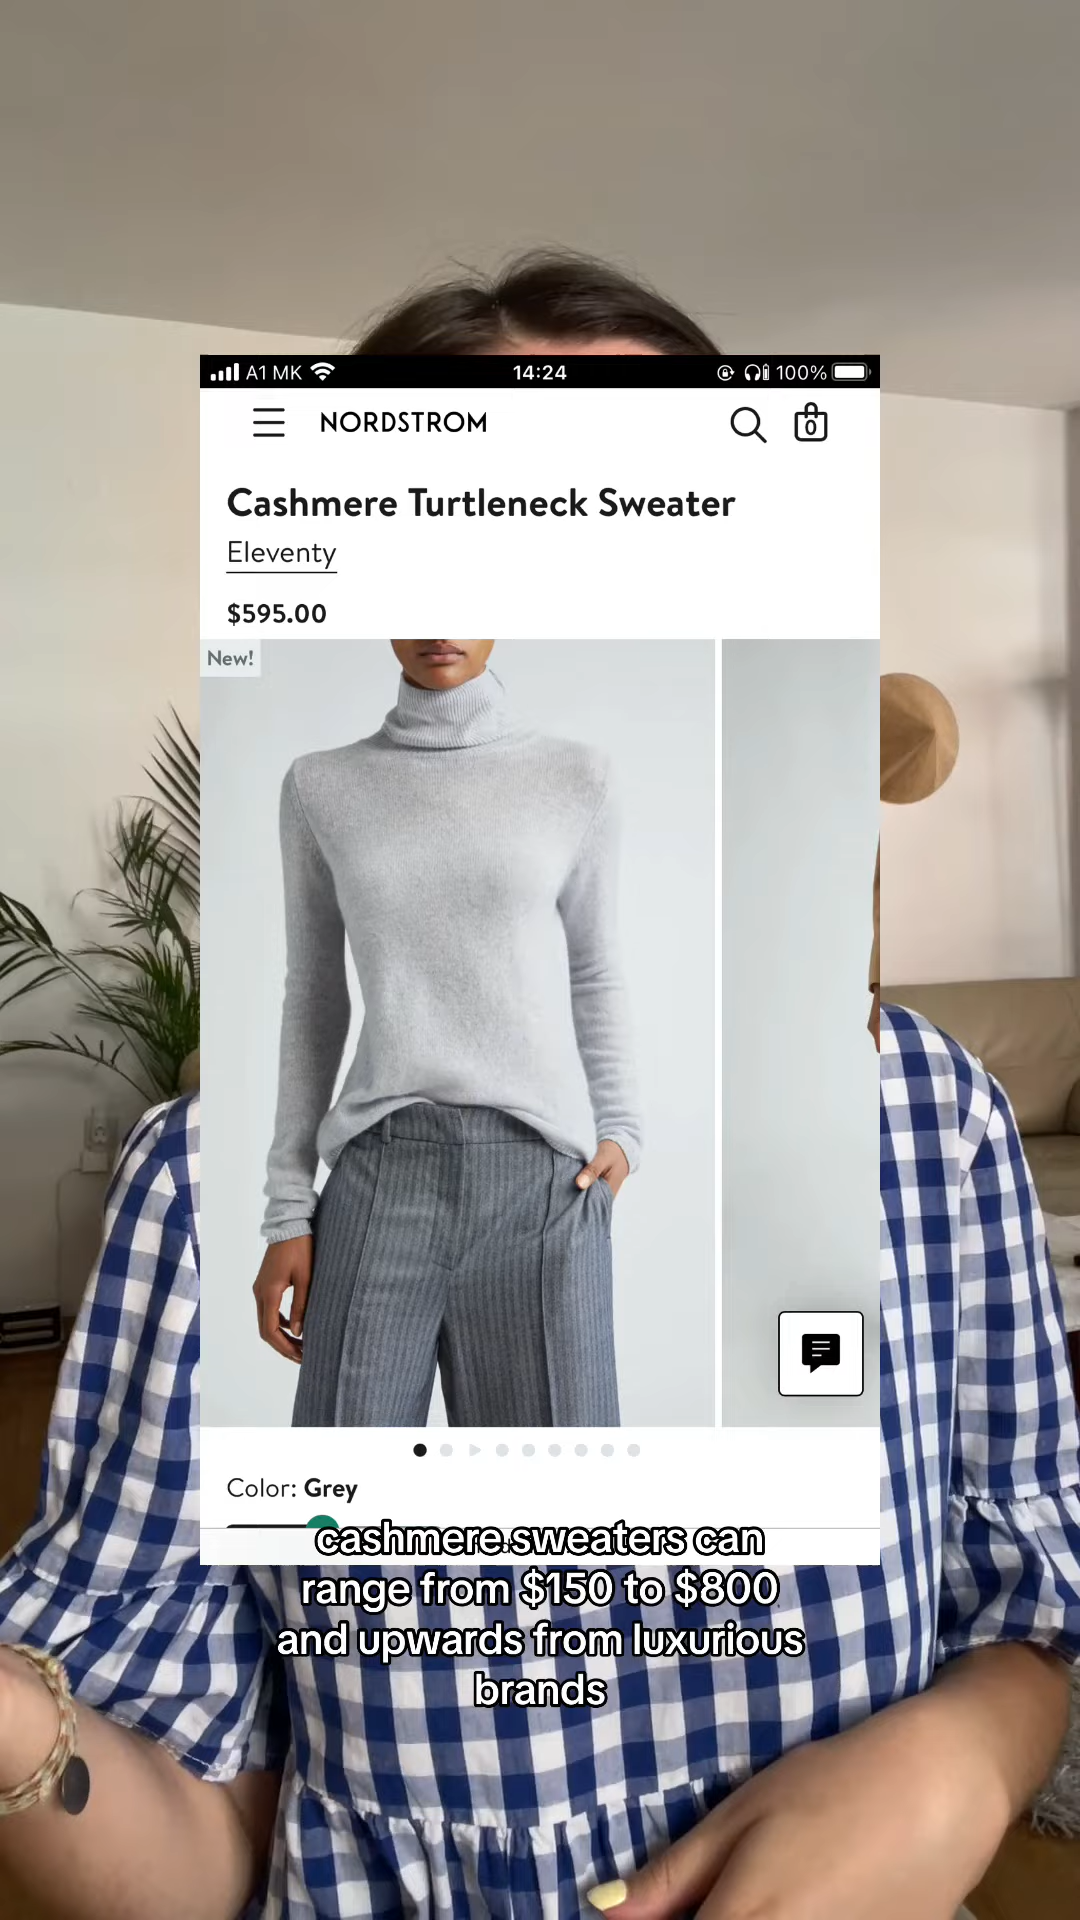 A1 MK
14:24
100%
NORDSTROM
0
Cashmere Turtleneck Sweater
Eleventy
$595.00
New!
Color: Grey
cashmere sweaters can
range from $150 to $800
and upwards from luxurious
brands